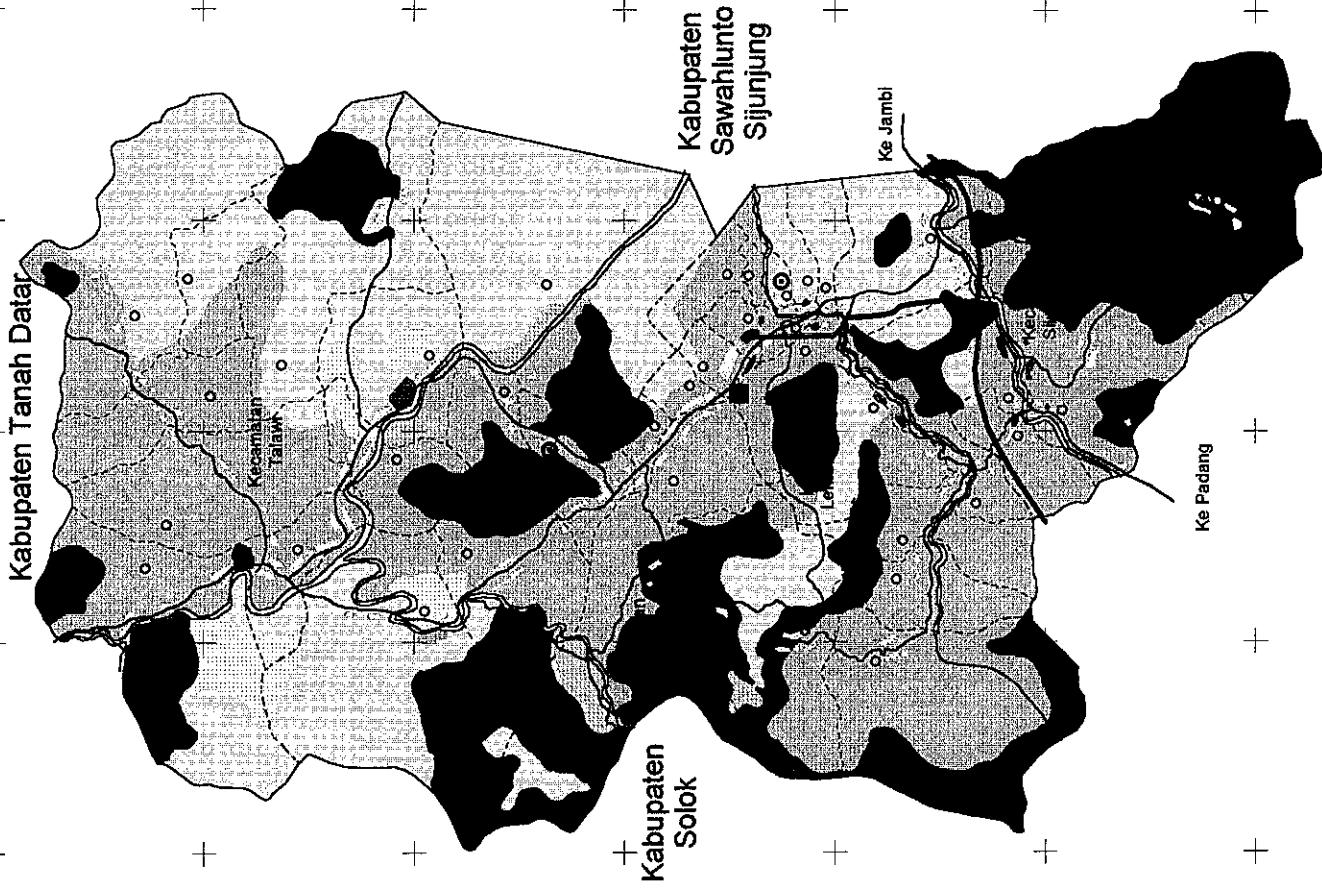 Kabupaten Tanah Datar
Kecamatan
Talawi
Kabupaten
Sawahlunto
Sijunjung
Ke Jambi
Kabupaten
Solok
Ke Padang